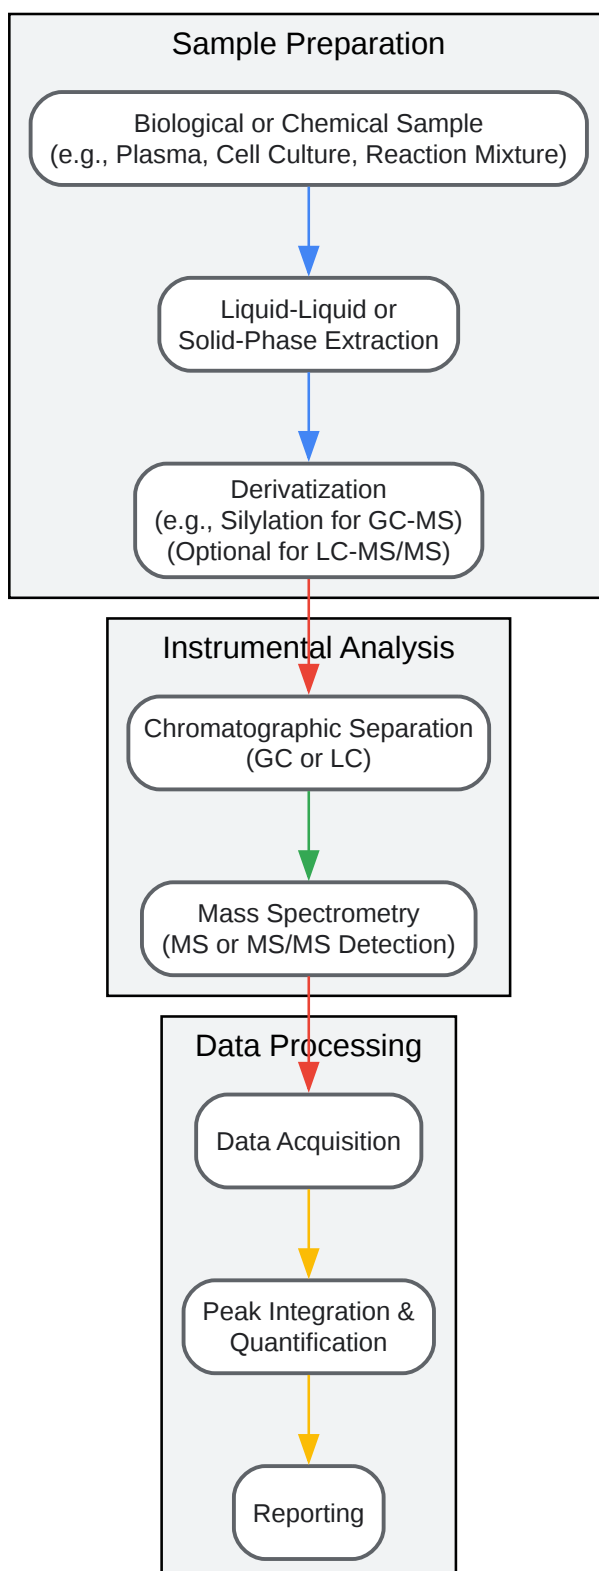 Sample Preparation
Biological or Chemical Sample
(e.g., Plasma, Cell Culture, Reaction Mixture)
Liquid-Liquid or
Solid-Phase Extraction
Derivatization
(e.g., Silylation for GC-MS)
(Optional for LC-MS/MS)
Instrumental Analysis
Chromatographic Separation
(GC or LC)
Mass Spectrometry
(MS or MS/MS Detection)
Data Processing
Data Acquisition
Peak Integration &
Quantification
Reporting